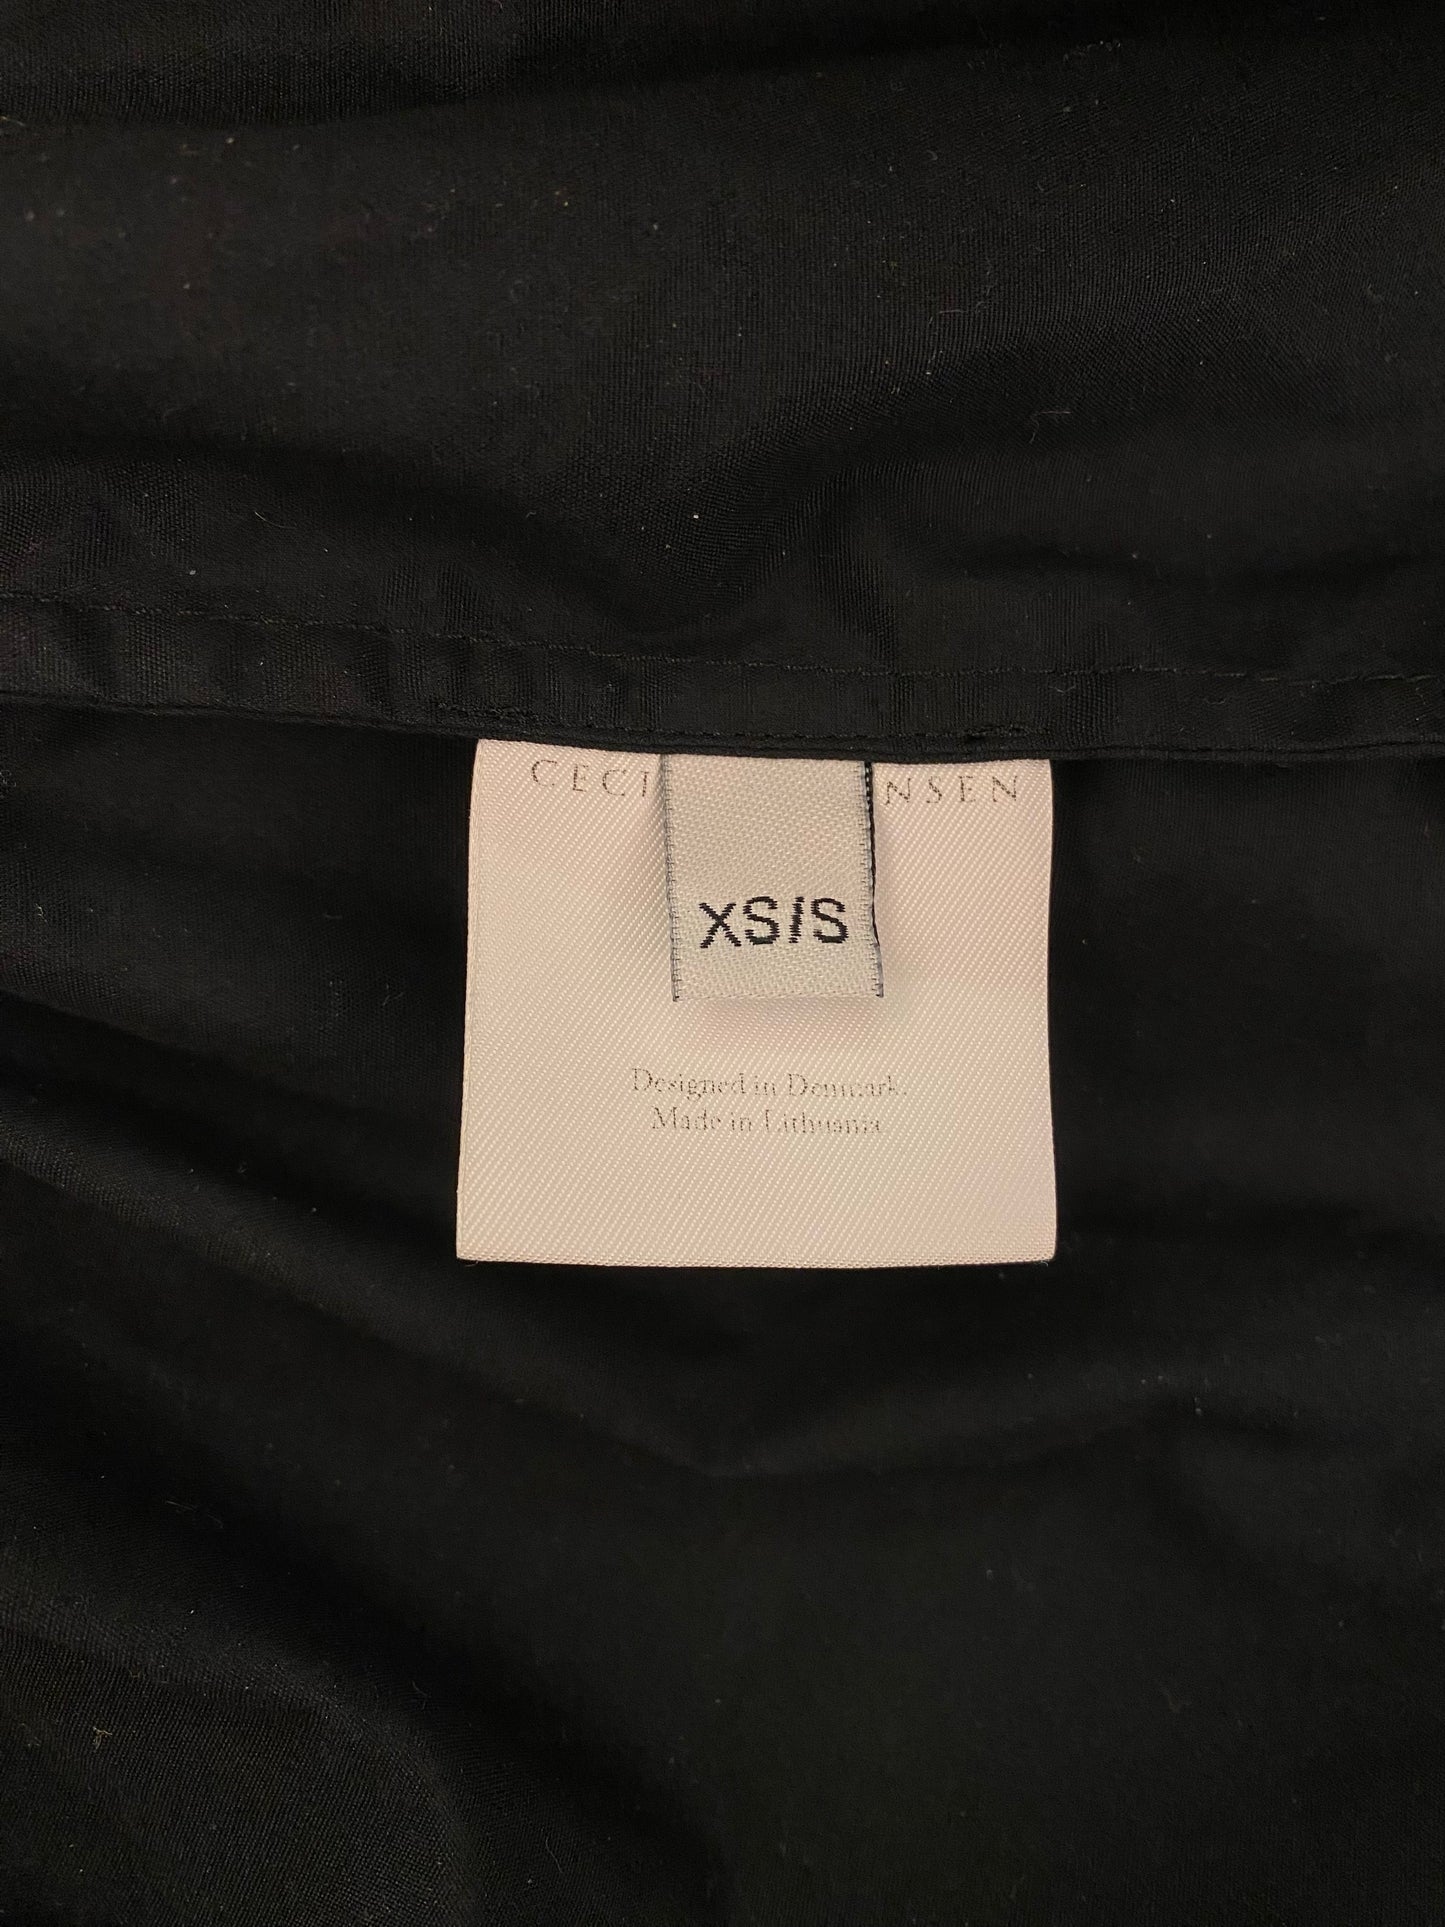 CECI NSEN
XS/S
Designed in Denmark.
Made in Lithuania.